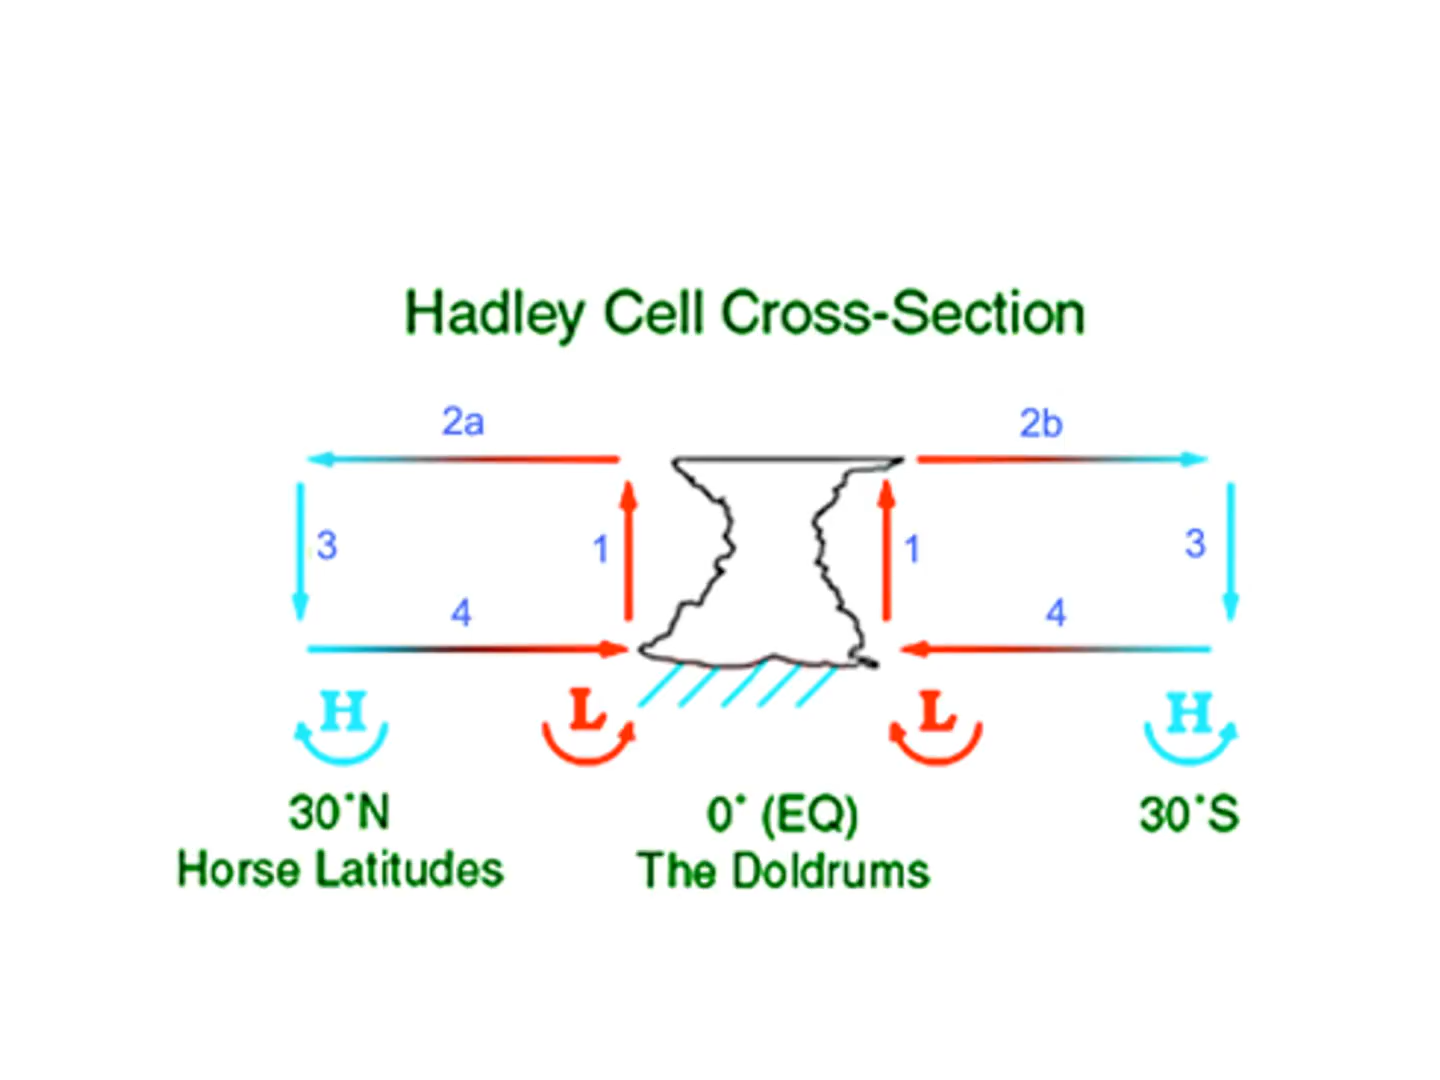 Hadley Cell Cross-Section
2a 2b
3 1 1 3
4 4
H L L H
30°N 0° (EQ) 30°S
Horse Latitudes The Doldrums